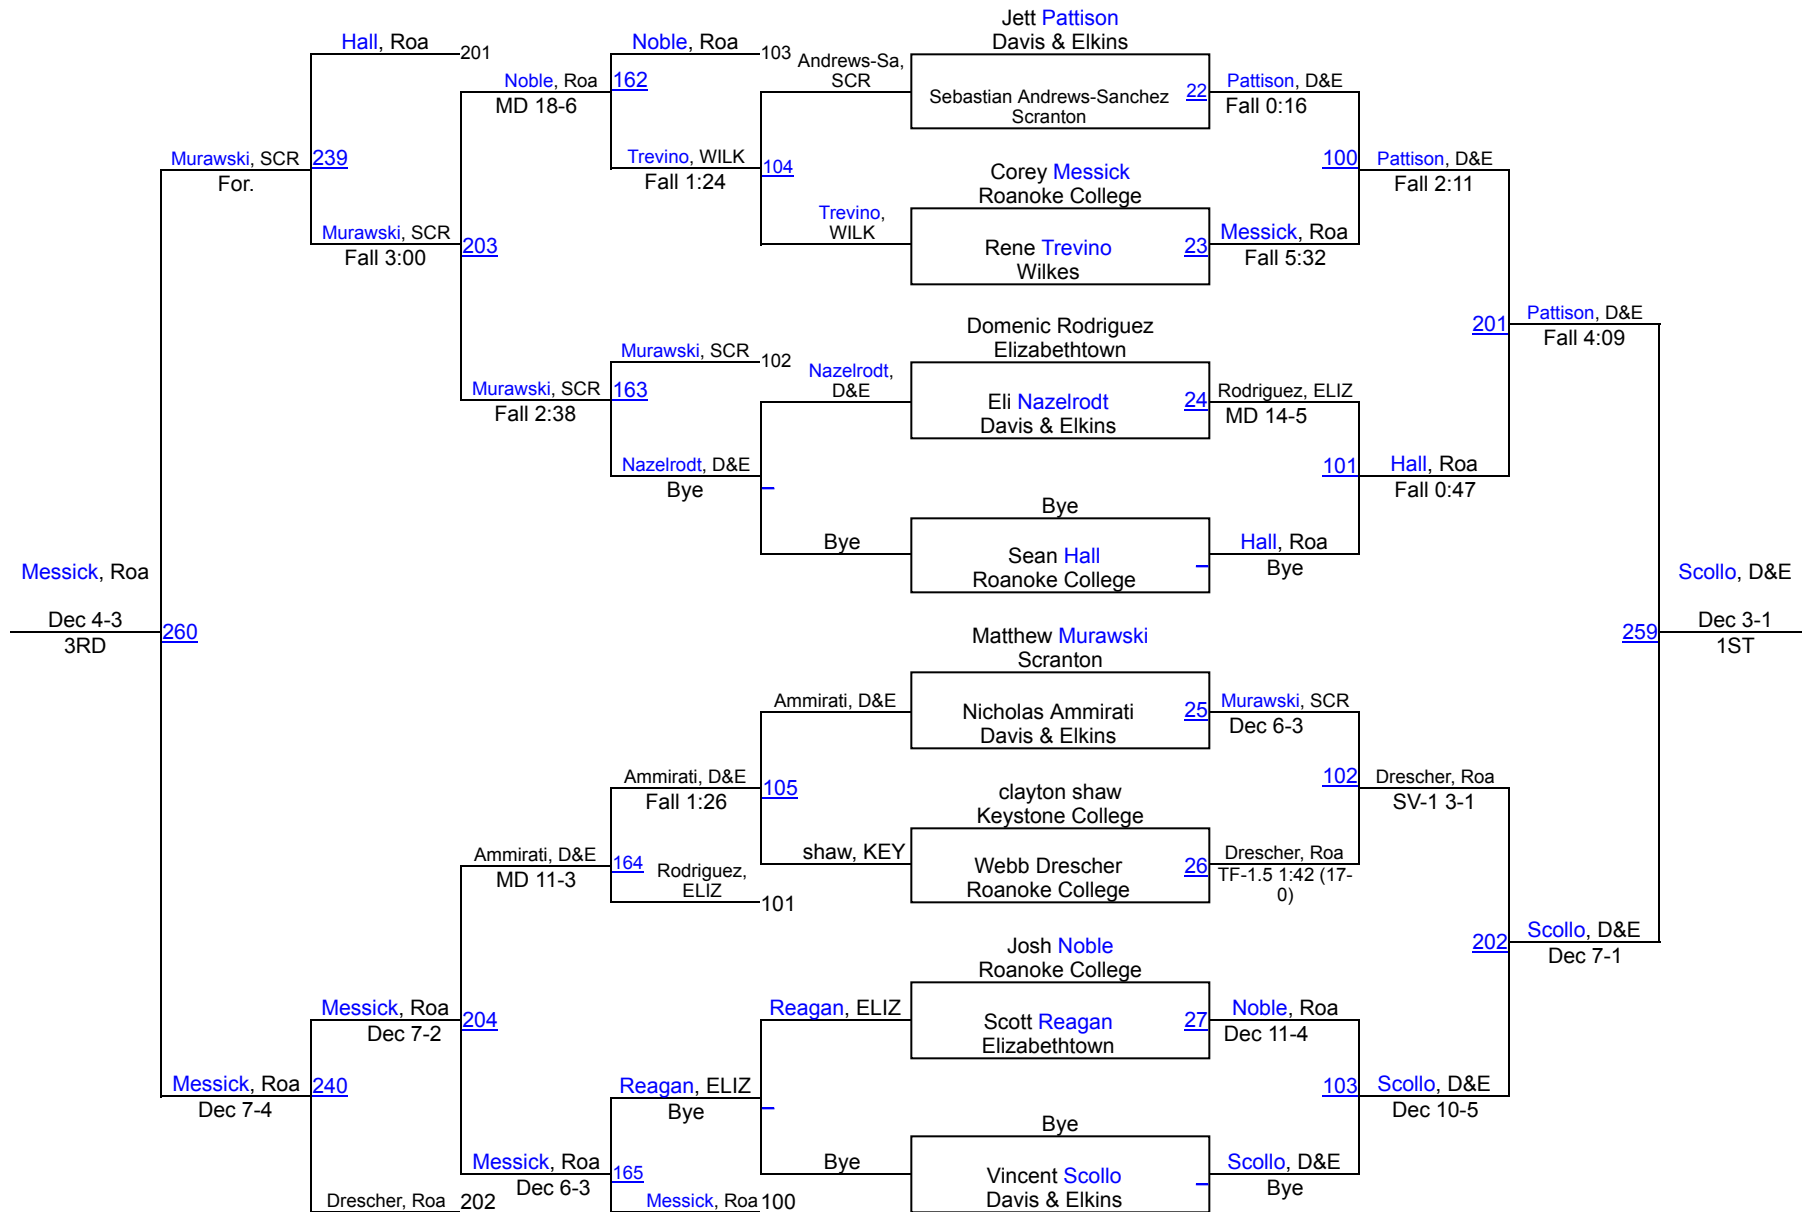 Jett Pattison
Davis & Elkins
Hall, Roa
201
Noble, Roa
103
Andrews-Sa,
SCR
Noble, Roa
162
MD 18-6
Sebastian Andrews-Sanchez
Scranton
22
Pattison, D&E
Fall 0:16
Murawski, SCR
239
For.
Trevino, WILK
104
Fall 1:24
Corey Messick
Roanoke College
100
Pattison, D&E
Fall 2:11
Murawski, SCR
203
Fall 3:00
Trevino,
WILK
Rene Trevino
Wilkes
23
Messick, Roa
Fall 5:32
Domenic Rodriguez
Elizabethtown
201
Pattison, D&E
Fall 4:09
Murawski, SCR
102
Murawski, SCR
163
Fall 2:38
Nazelrodt,
D&E
Eli Nazelrodt
Davis & Elkins
24
Rodriguez, ELIZ
MD 14-5
Nazelrodt, D&E
Bye
101
Hall, Roa
Fall 0:47
Bye
Bye
Sean Hall
Roanoke College
Hall, Roa
Bye
Messick, Roa
Dec 4-3
3RD
260
Scollo, D&E
259
Dec 3-1
1ST
Matthew Murawski
Scranton
Ammirati, D&E
Nicholas Ammirati
Davis & Elkins
25
Murawski, SCR
Dec 6-3
Ammirati, D&E
105
Fall 1:26
clayton shaw
Keystone College
102
Drescher, Roa
SV-1 3-1
Ammirati, D&E
164
MD 11-3
Rodriguez,
ELIZ
101
shaw, KEY
Webb Drescher
Roanoke College
26
Drescher, Roa
TF-1.5 1:42 (17-
0)
Josh Noble
Roanoke College
202
Scollo, D&E
Dec 7-1
Messick, Roa
204
Dec 7-2
Reagan, ELIZ
Scott Reagan
Elizabethtown
27
Noble, Roa
Dec 11-4
Messick, Roa
240
Dec 7-4
Reagan, ELIZ
Bye
103
Scollo, D&E
Dec 10-5
Bye
Messick, Roa
165
Dec 6-3
Bye
Vincent Scollo
Davis & Elkins
Scollo, D&E
Bye
Drescher, Roa
202
Messick, Roa
100